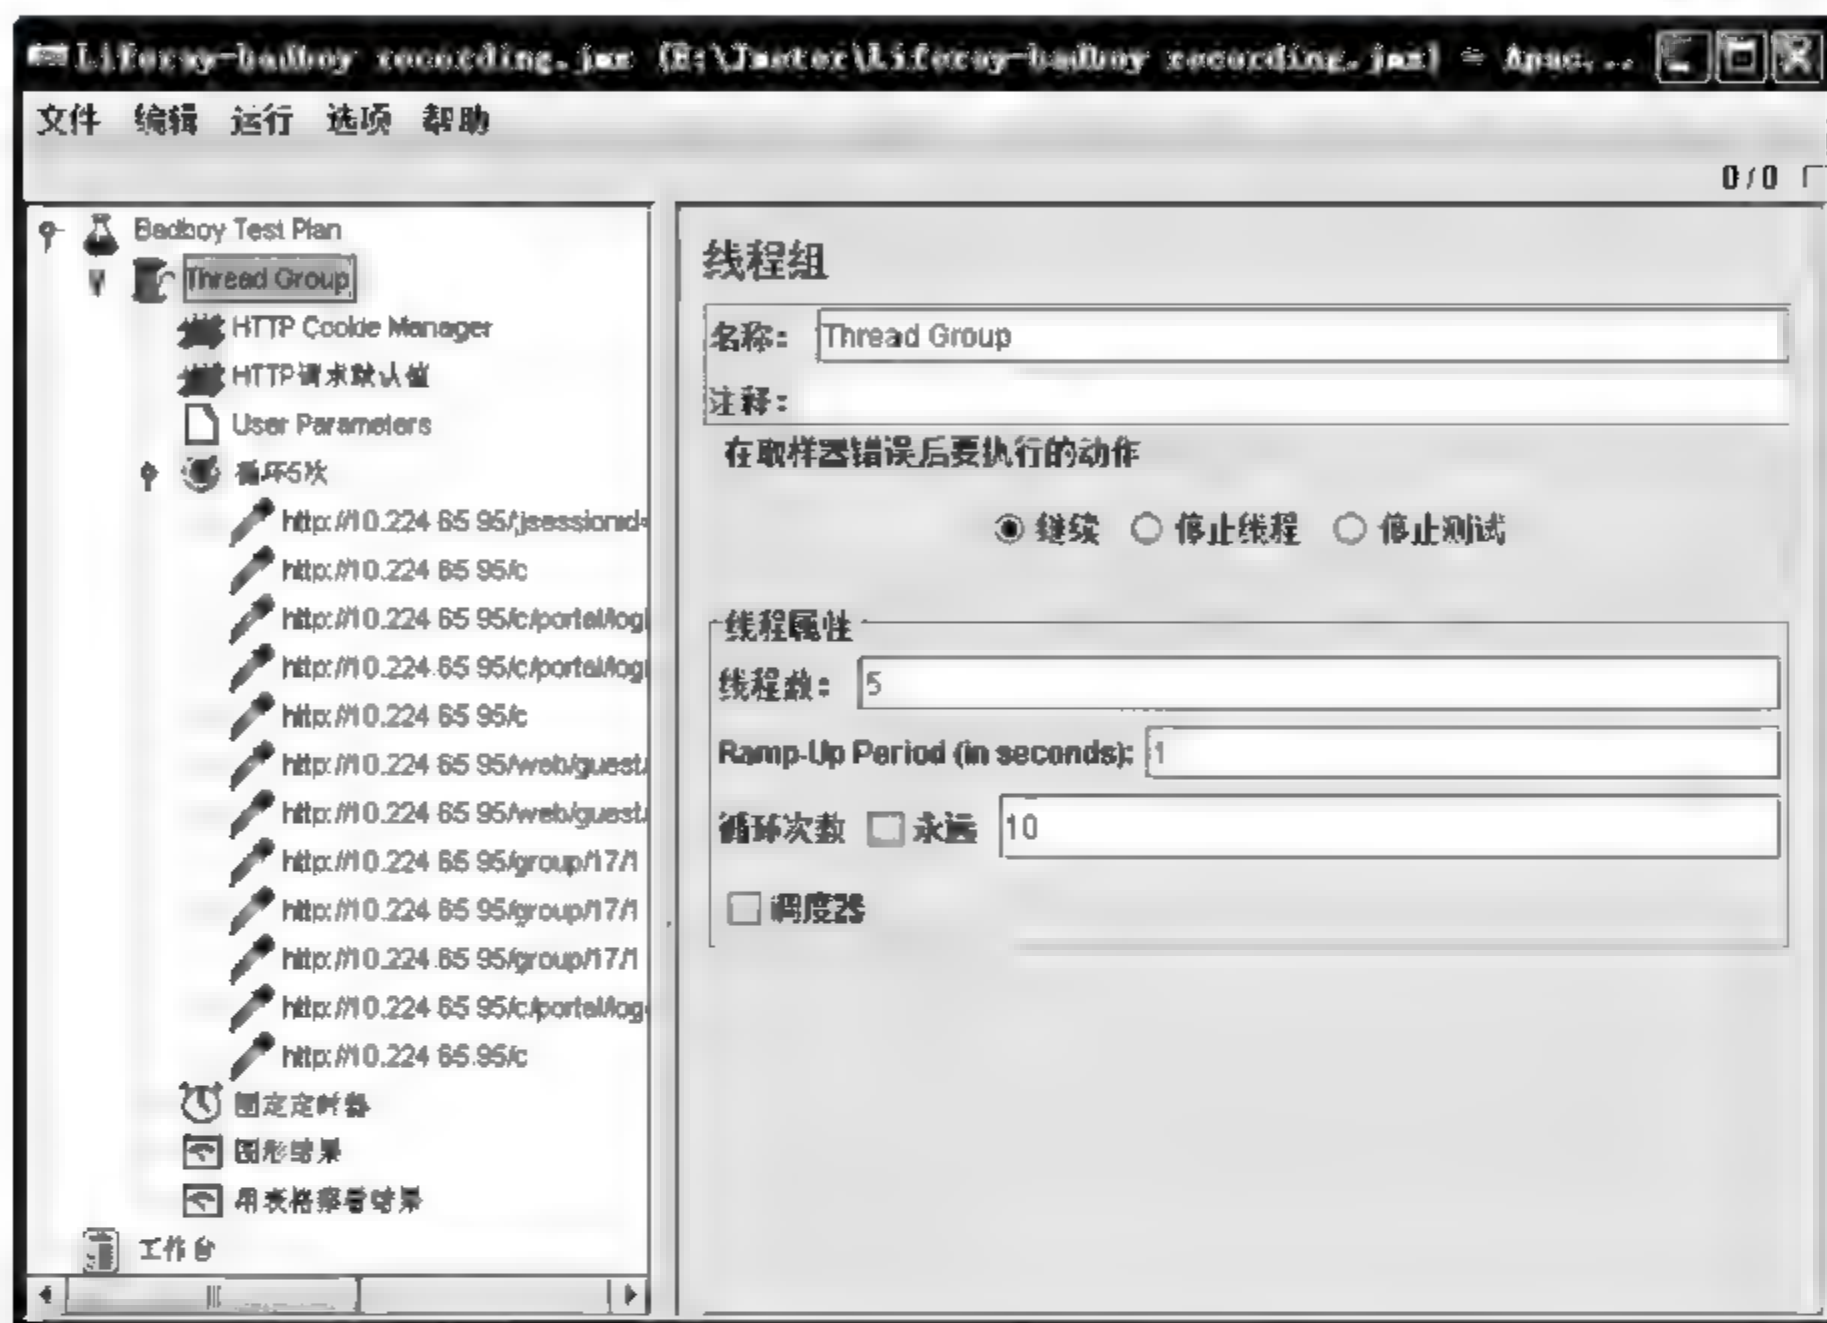 Liferay-badboy recording.jmx (E:\Jmeter\Liferay-badboy recording.jmx) - Apac...
文件 编辑 运行 选项 帮助
0/0
Badboy Test Plan
Thread Group
HTTP Cookie Manager
HTTP请求默认值
User Parameters
循环5次
http://10.224.65.95/;jsessionid=
http://10.224.65.95/c
http://10.224.65.95/c/portal/logi
http://10.224.65.95/c/portal/logi
http://10.224.65.95/c
http://10.224.65.95/web/guest/
http://10.224.65.95/web/guest/
http://10.224.65.95/group/17/1
http://10.224.65.95/group/17/1
http://10.224.65.95/group/17/1
http://10.224.65.95/c/portal/log
http://10.224.65.95/c
固定定时器
图形结果
用表格察看结果
工作台
线程组
名称： Thread Group
注释：
在取样器错误后要执行的动作
继续 停止线程 停止测试
线程属性
线程数： 5
Ramp-Up Period (in seconds): 1
循环次数 永远 10
调度器